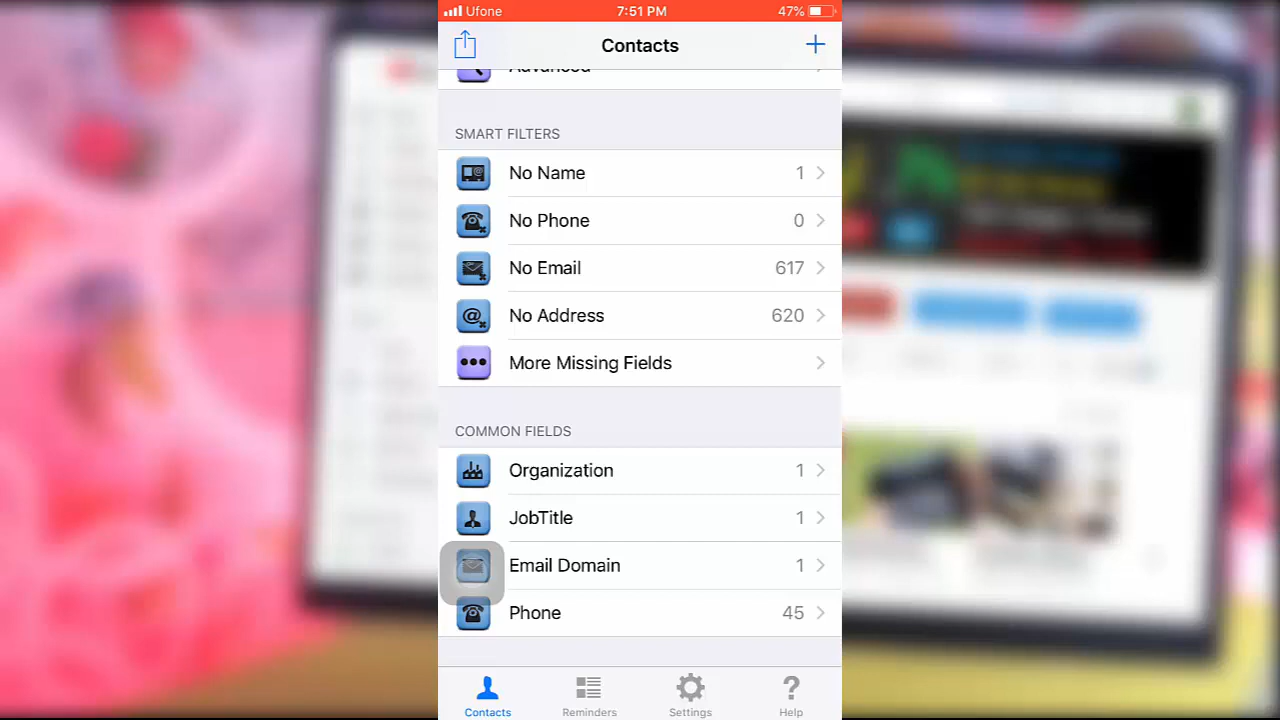 Ufone 7:51 PM 47%
Contacts
Advanced
SMART FILTERS
No Name 1
No Phone 0
No Email 617
No Address 620
More Missing Fields
COMMON FIELDS
Organization 1
JobTitle 1
Email Domain 1
Phone 45
Contacts Reminders Settings Help